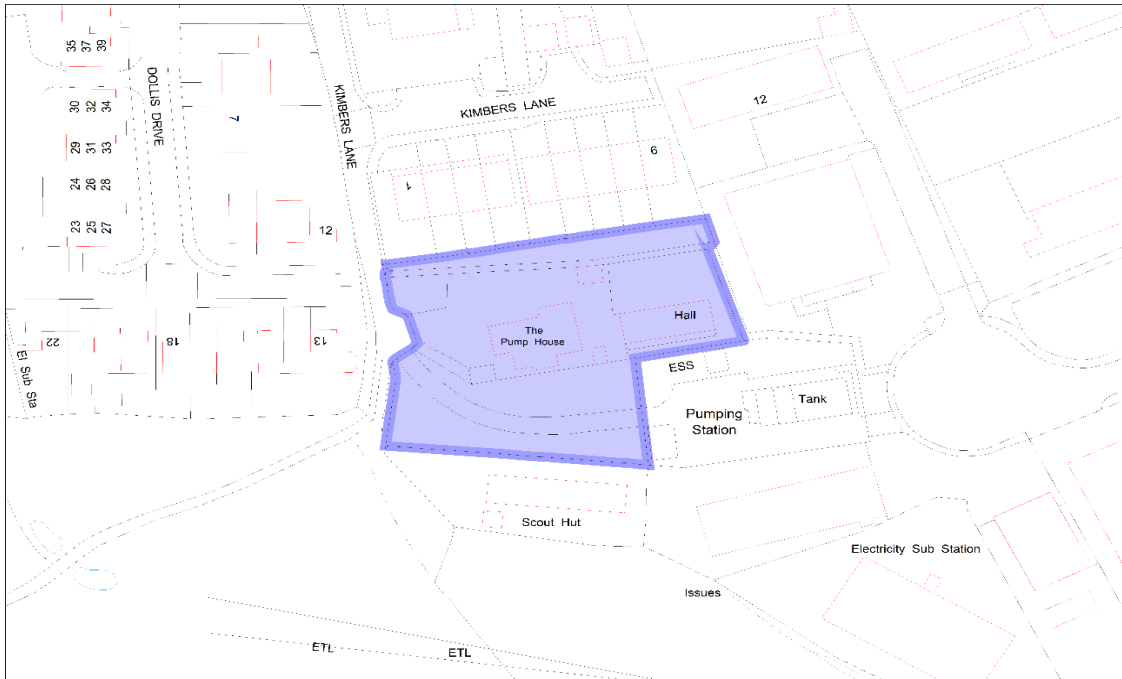 35
37
39
DOLLIS DRIVE
30
32
34
7
KIMBERS LANE
KIMBERS LANE
12
29
31
33
24
26
28
1
6
23
25
27
12
Hall
The
Pump House
22
18
13
El Sub Sta
ESS
Tank
Pumping
Station
Scout Hut
Electricity Sub Station
Issues
ETL
ETL